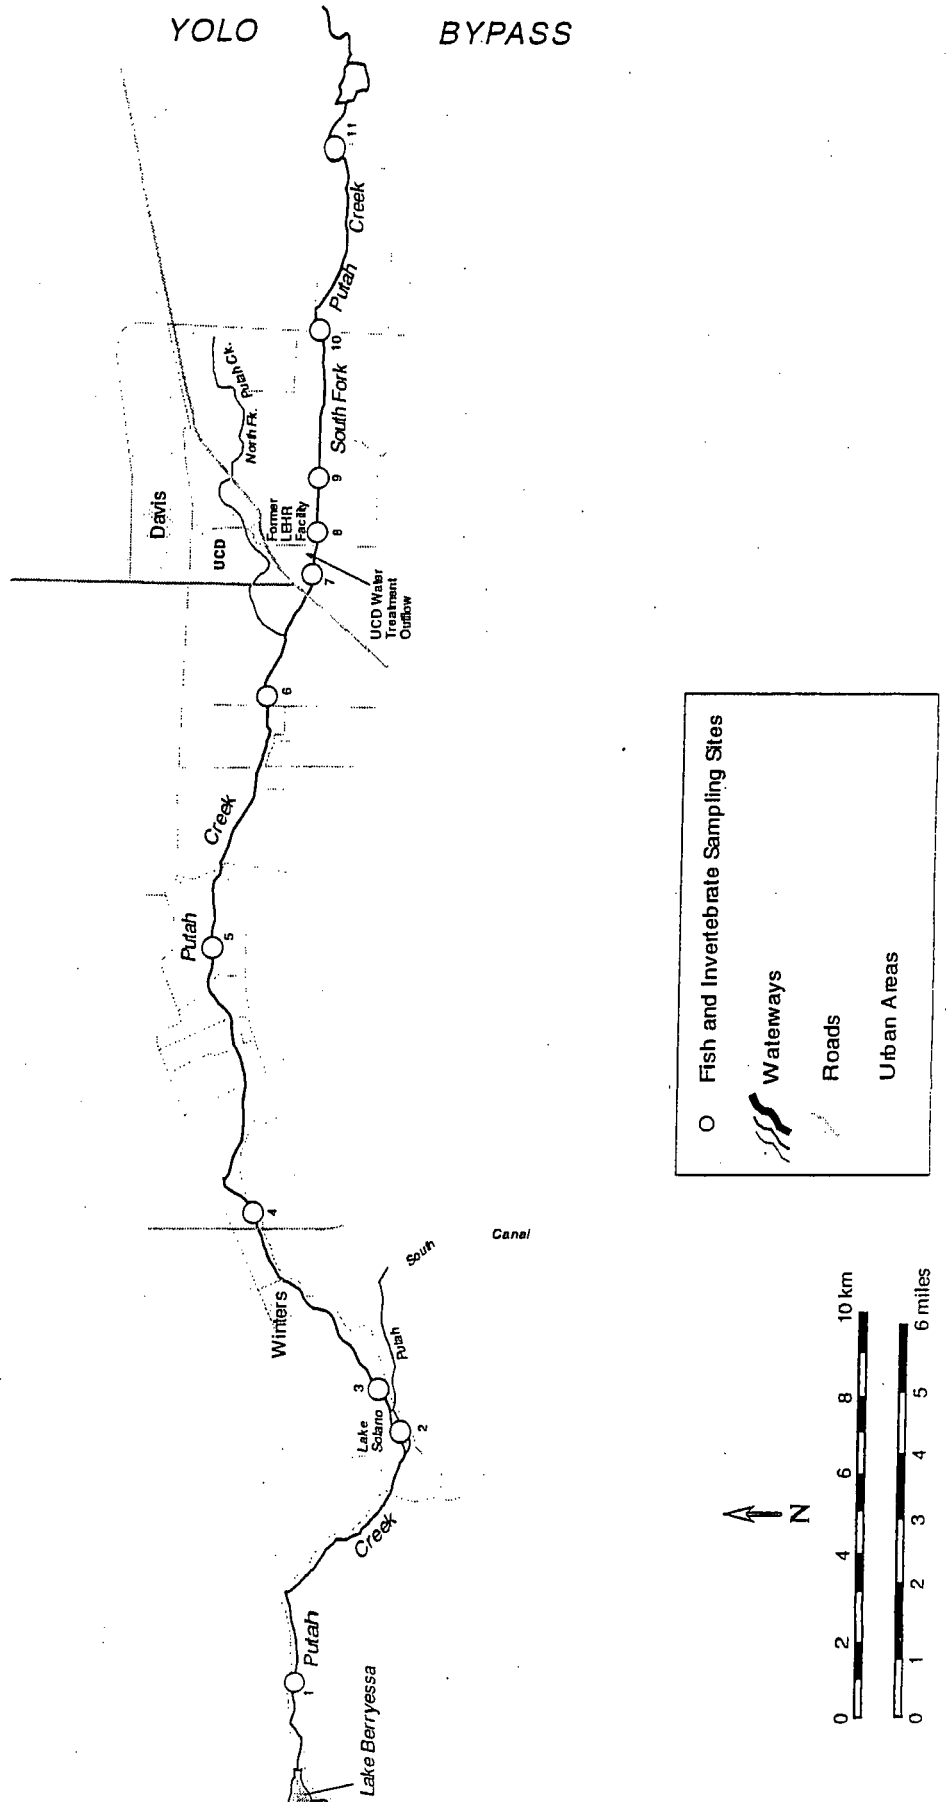 YOLO BYPASS
11
Creek
Putah
10
South Fork
North Fk. Putah Ck.
9
8
7
Former
LEHR
Facility
Davis
UCD
UCD Water
Treatment
Outflow
6
Creek
Putah
5
4
Winters
South
Canal
Putah
3
Lake
Solano
2
Creek
Putah
1
Lake Berryessa
Fish and Invertebrate Sampling Sites
Waterways
Roads
Urban Areas
N
0 2 4 6 8 10 km
0 1 2 3 4 5 6 miles